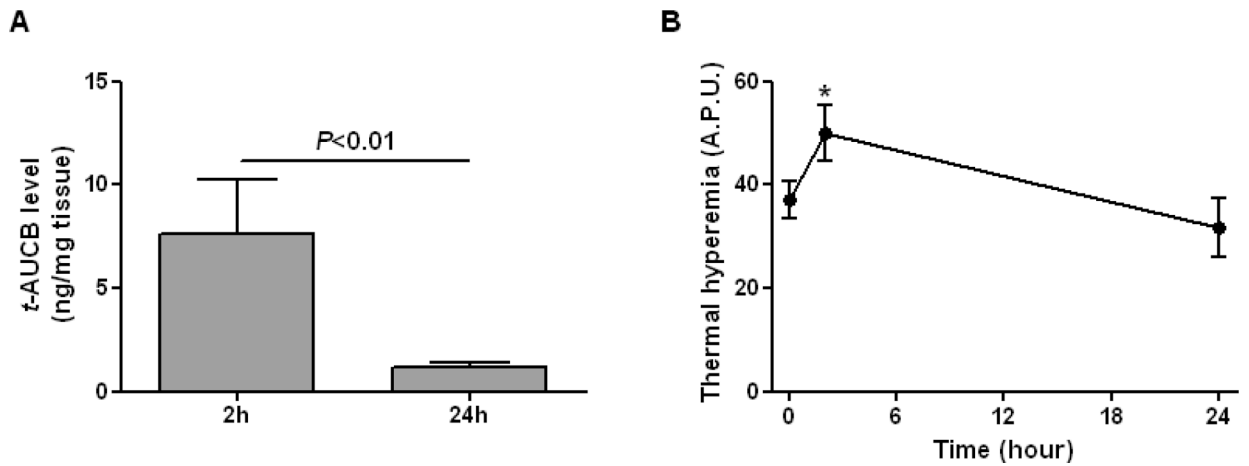 A
t-AUCB level
(ng/mg tissue)
15
10
5
0
P<0.01
2h
24h
B
Thermal hyperemia (A.P.U.)
60
40
20
0
*
0
6
12
18
24
Time (hour)